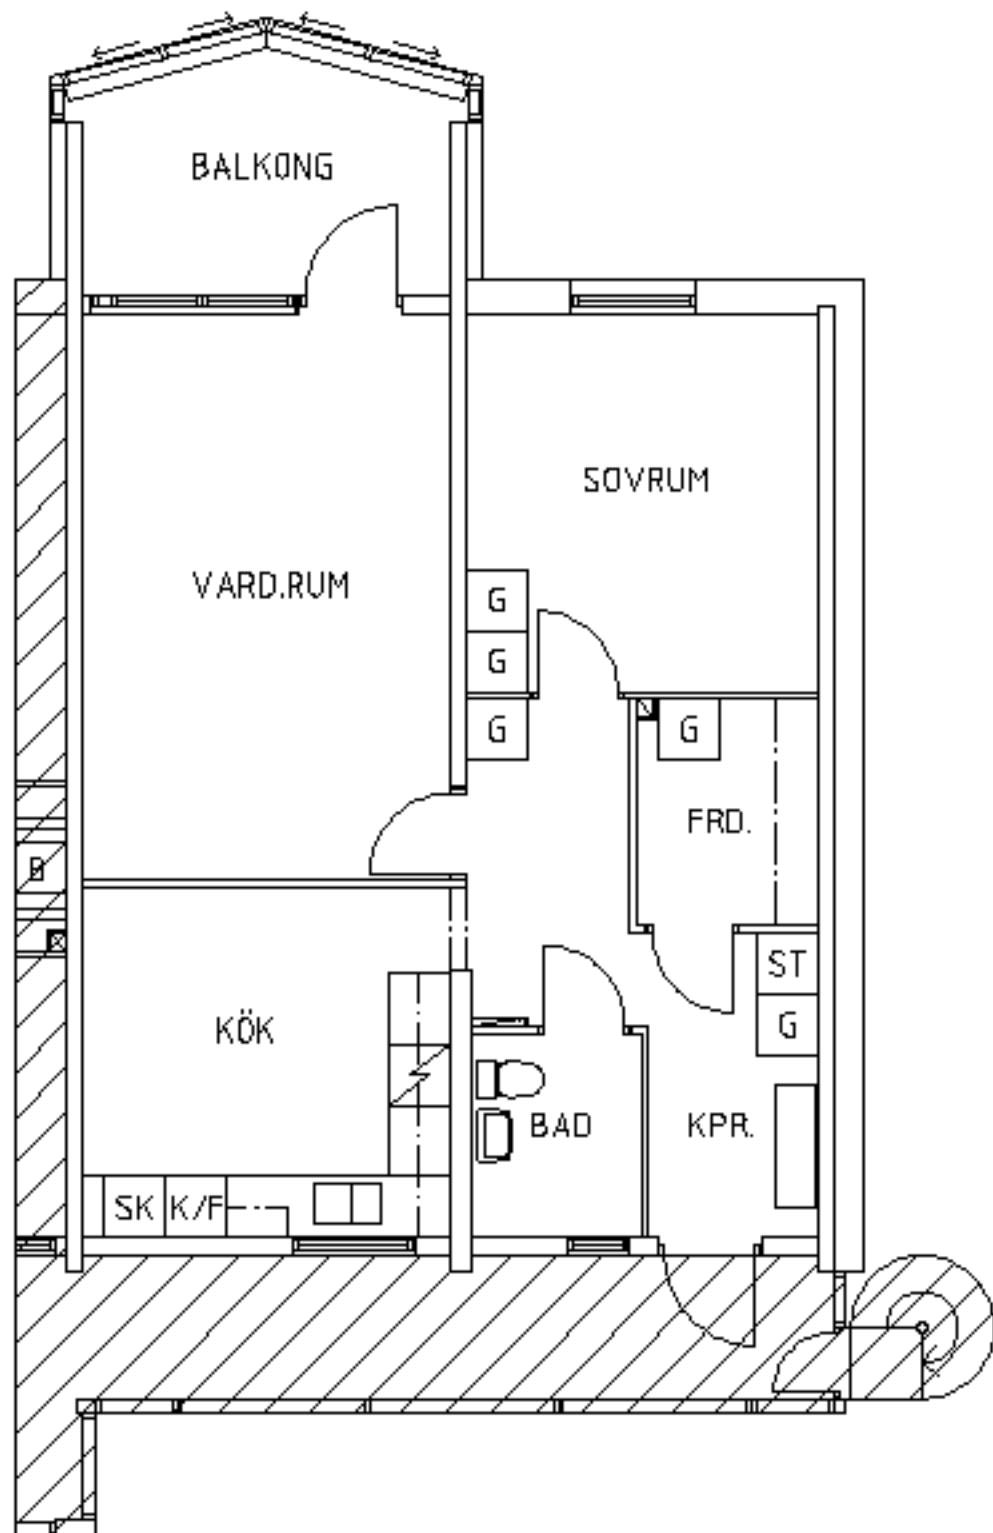 BALKONG
SOVRUM
VARD.RUM
G
G
G
G
FRD.
B
ST
G
KÖK
BAD
KPR.
SK
K/F